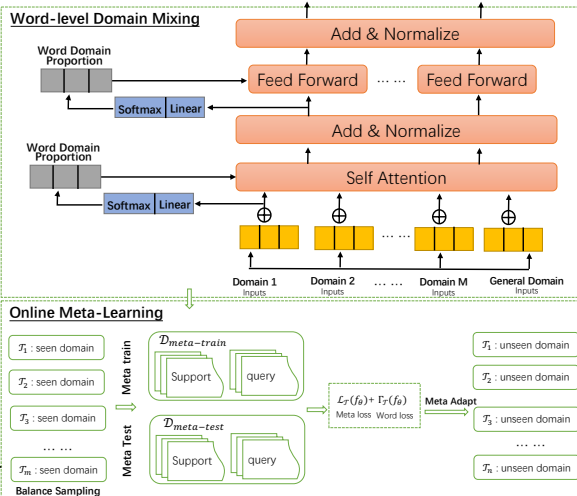 Word-level Domain Mixing
Add & Normalize
Word Domain
Proportion
Feed Forward
... ...
Feed Forward
Softmax
Linear
Add & Normalize
Word Domain
Proportion
Self Attention
Softmax
Linear
... ...
Domain 1
Inputs
Domain 2
Inputs
... ...
Domain M
Inputs
General Domain
Inputs
Online Meta-Learning
𝒯₁ : seen domain
𝒯₂ : seen domain
𝒯₃ : seen domain
... ...
𝒯ₘ : seen domain
Balance Sampling
Meta train
Meta Test
𝒟meta−train
Support
query
𝒟meta−test
Support
query
ℒ𝒯(fθ)+ Γ𝒯(fθ)
Meta loss Word loss
Meta Adapt
𝒯₁ : unseen domain
𝒯₂ : unseen domain
𝒯₃ : unseen domain
... ...
𝒯ₙ : unseen domain